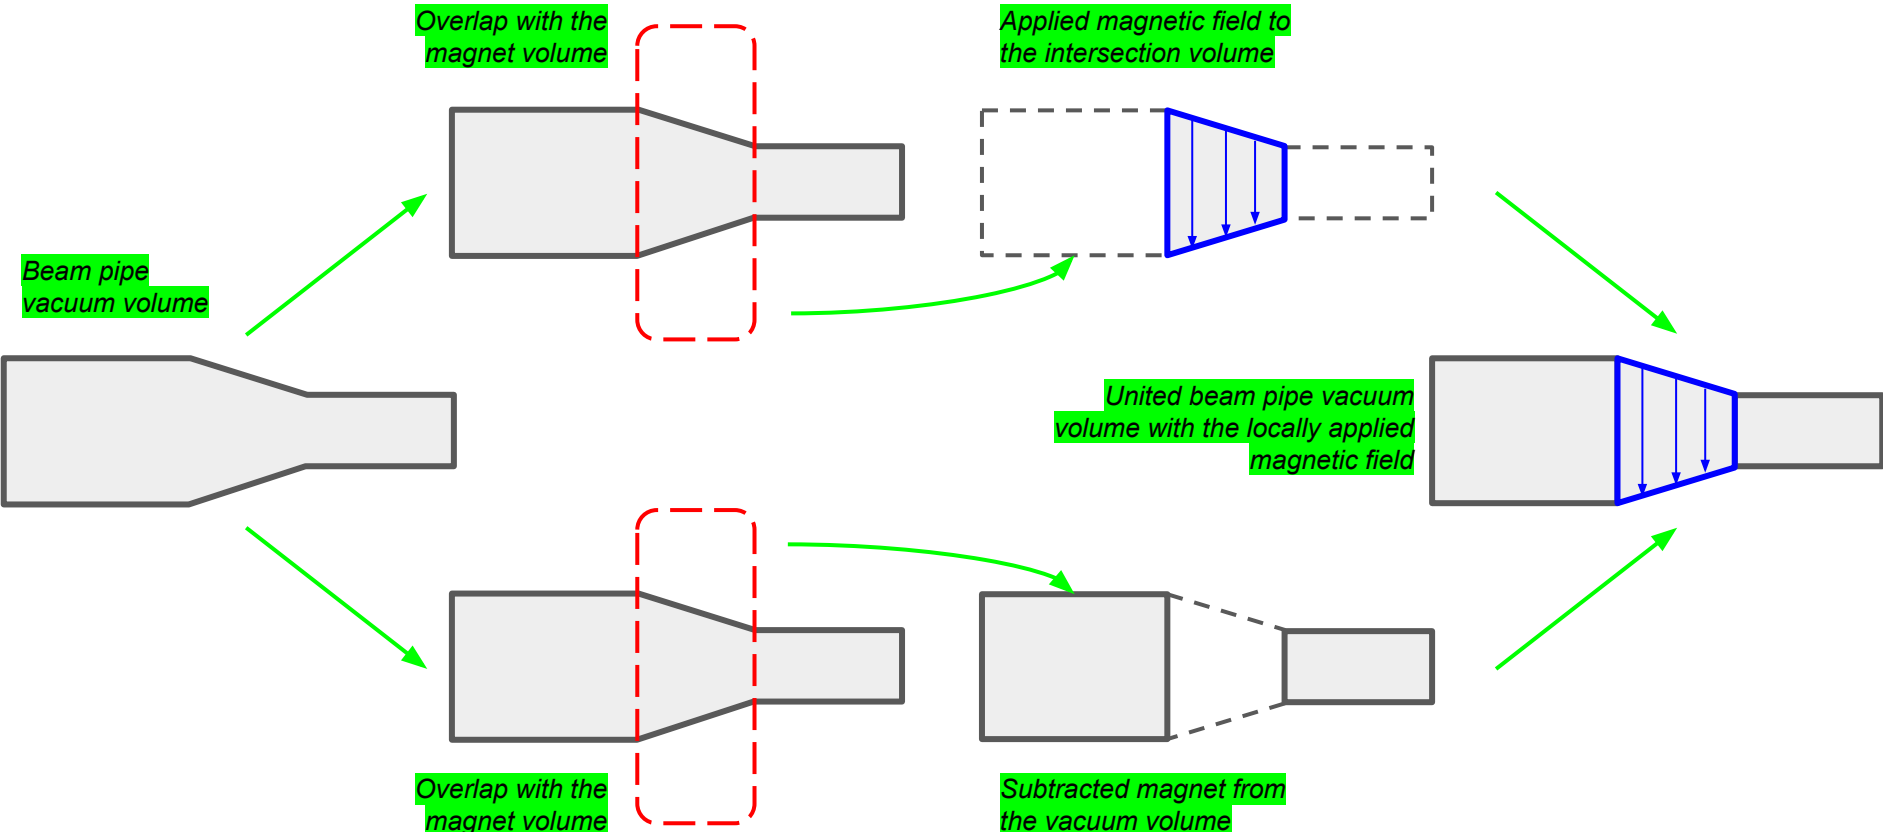 Overlap with the
magnet volume
Applied magnetic field to
the intersection volume
Beam pipe
vacuum volume
United beam pipe vacuum
volume with the locally applied
magnetic field
Overlap with the
magnet volume
Subtracted magnet from
the vacuum volume